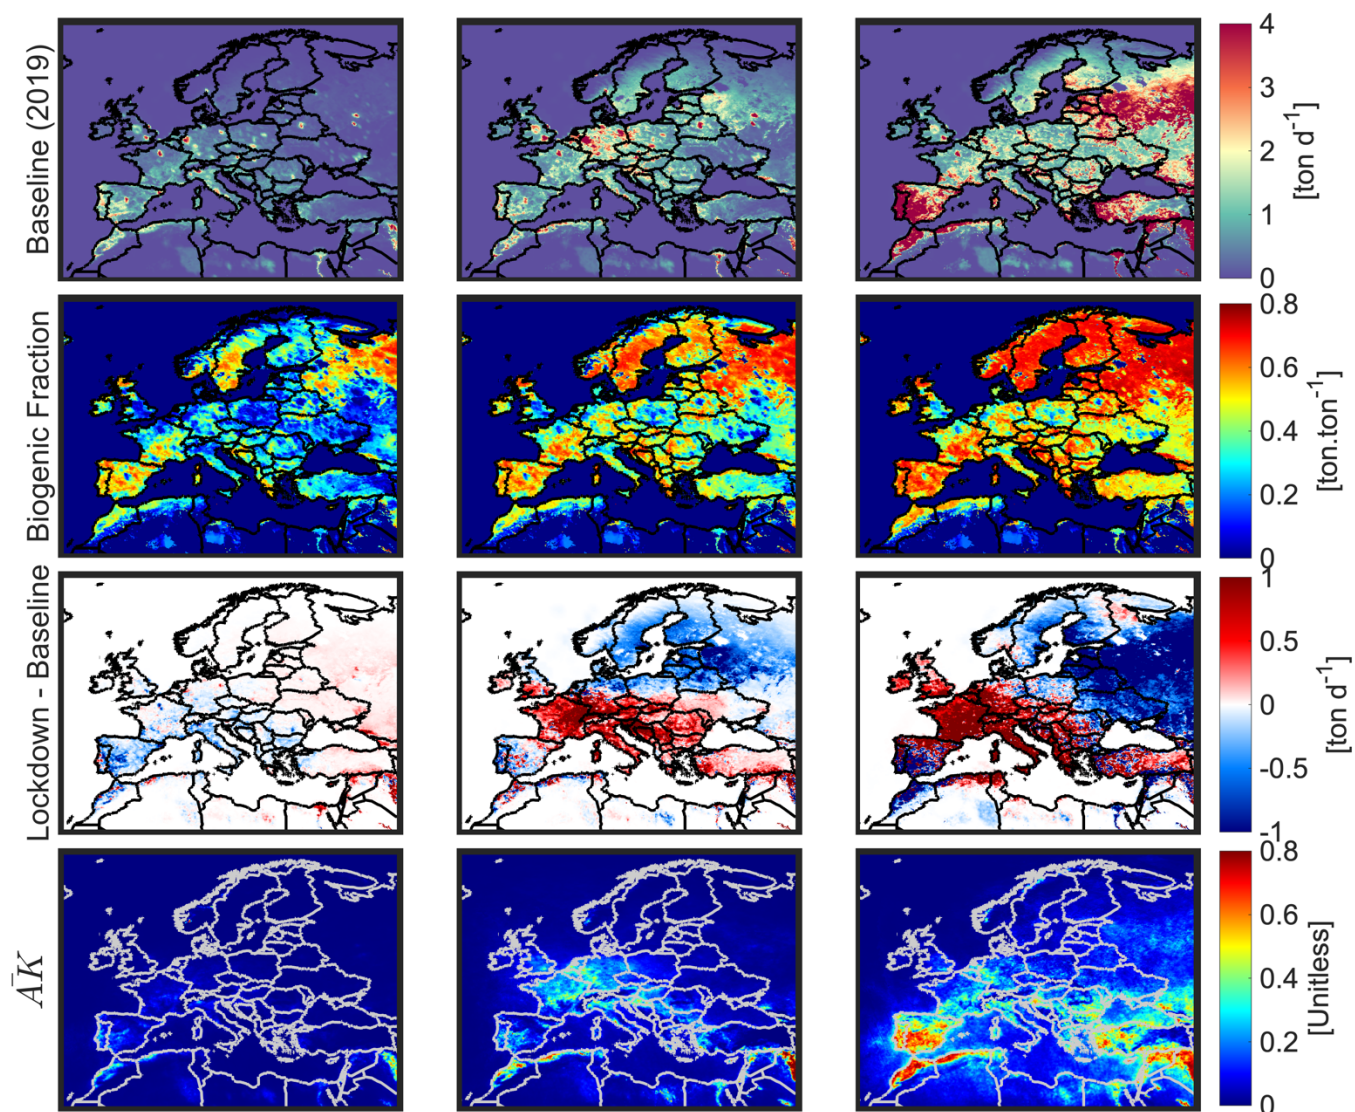 Baseline (2019)
4
3
2
1
0
[ton d⁻¹]
Biogenic Fraction
0.8
0.6
0.4
0.2
0
[ton.ton⁻¹]
Lockdown - Baseline
1
0.5
0
-0.5
-1
[ton d⁻¹]
A̅K̅
0.8
0.6
0.4
0.2
0
[Unitless]